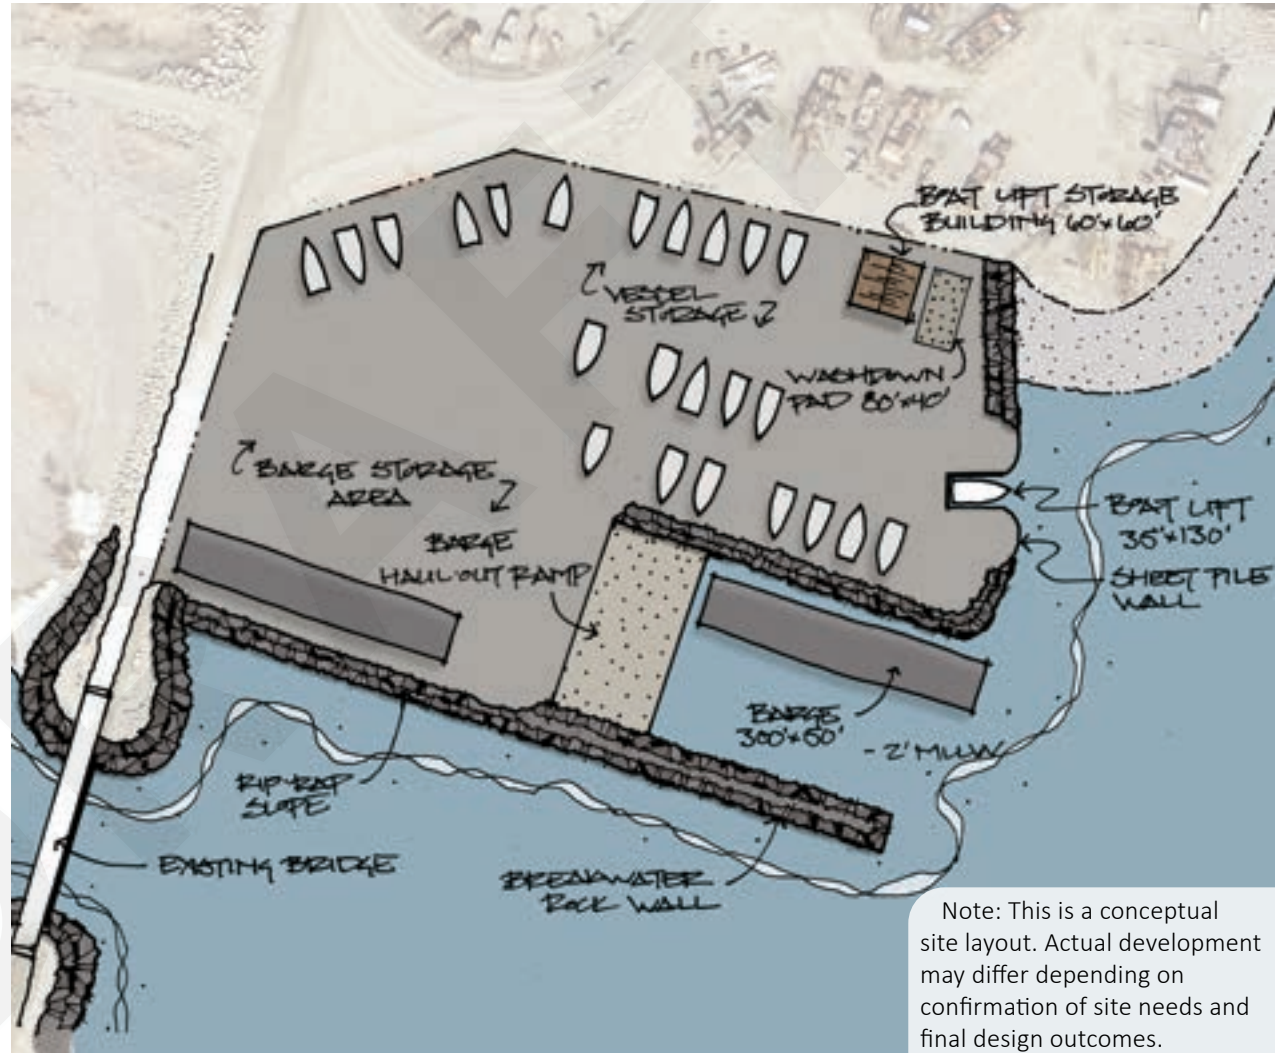 BOAT LIFT STORAGE
BUILDING 60'x60'
VESSEL
STORAGE
WASHDOWN
PAD 80'x40'
BARGE STORAGE
AREA
BARGE
HAUL-OUT RAMP
BOAT LIFT
35'x130'
SHEET PILE
WALL
BARGE
300'x60'
-2' MLLW
RIP-RAP
SLOPE
EXISTING BRIDGE
BREAKWATER
ROCK WALL
Note: This is a conceptual
site layout. Actual development
may differ depending on
confirmation of site needs and
final design outcomes.